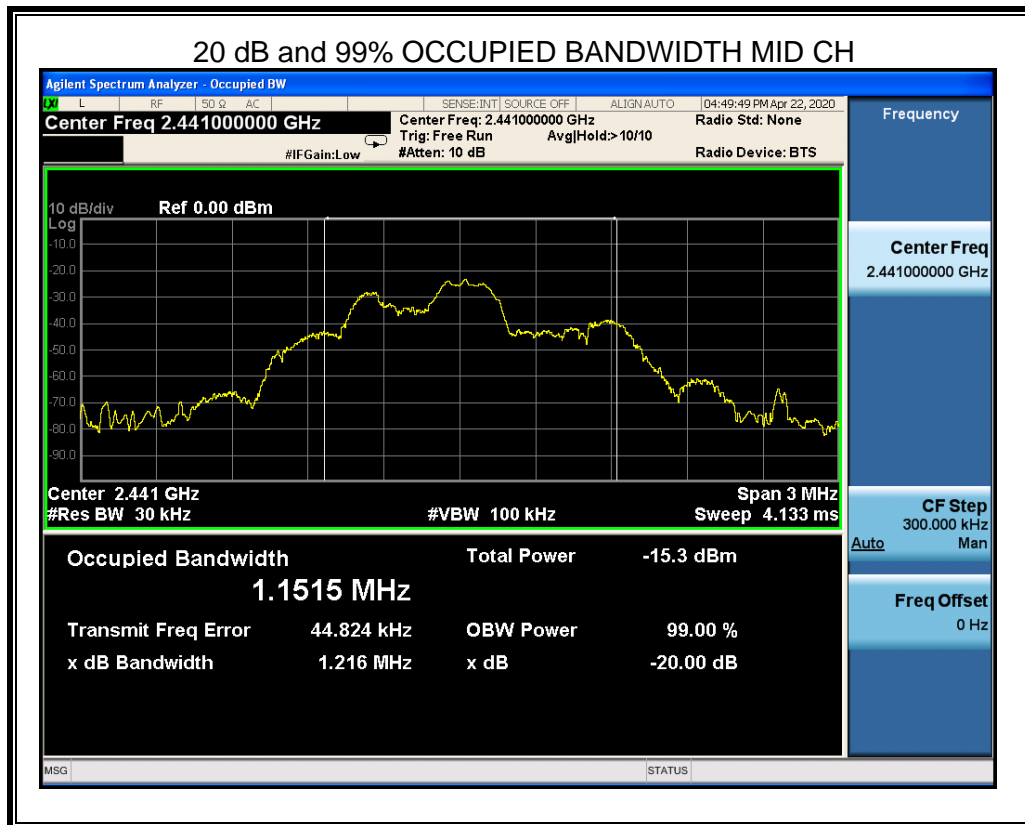 20 dB and 99% OCCUPIED BANDWIDTH MID CH
Agilent Spectrum Analyzer - Occupied BW
LXI L RF 50 Ω AC SENSE:INT SOURCE OFF ALIGN AUTO 04:49:49 PM Apr 22, 2020
Center Freq 2.441000000 GHz
Center Freq: 2.441000000 GHz Radio Std: None
Trig: Free Run Avg|Hold:> 10/10
#IFGain:Low #Atten: 10 dB Radio Device: BTS
10 dB/div Ref 0.00 dBm
Log
-10.0
-20.0
-30.0
-40.0
-50.0
-60.0
-70.0
-80.0
-90.0
Center 2.441 GHz Span 3 MHz
#Res BW 30 kHz #VBW 100 kHz Sweep 4.133 ms
Occupied Bandwidth Total Power -15.3 dBm
1.1515 MHz
Transmit Freq Error 44.824 kHz OBW Power 99.00 %
x dB Bandwidth 1.216 MHz x dB -20.00 dB
MSG STATUS
Frequency
Center Freq
2.441000000 GHz
CF Step
300.000 kHz
Auto Man
Freq Offset
0 Hz